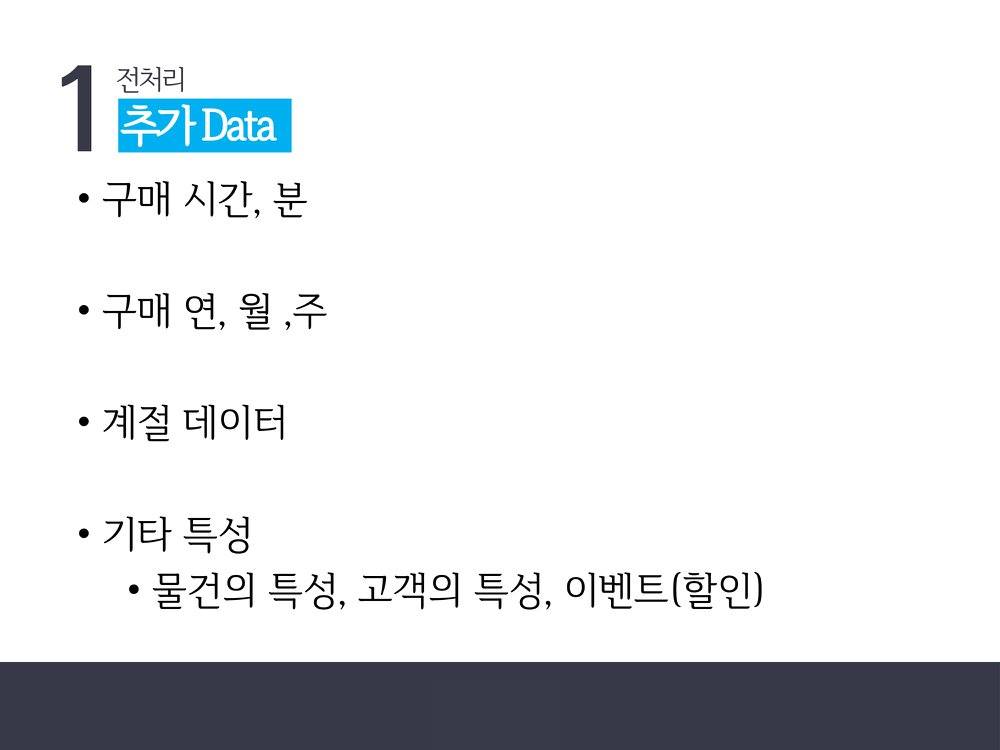 1
전처리
추가 Data
• 구매 시간, 분
• 구매 연, 월 ,주
• 계절 데이터
• 기타 특성
• 물건의 특성, 고객의 특성, 이벤트(할인)